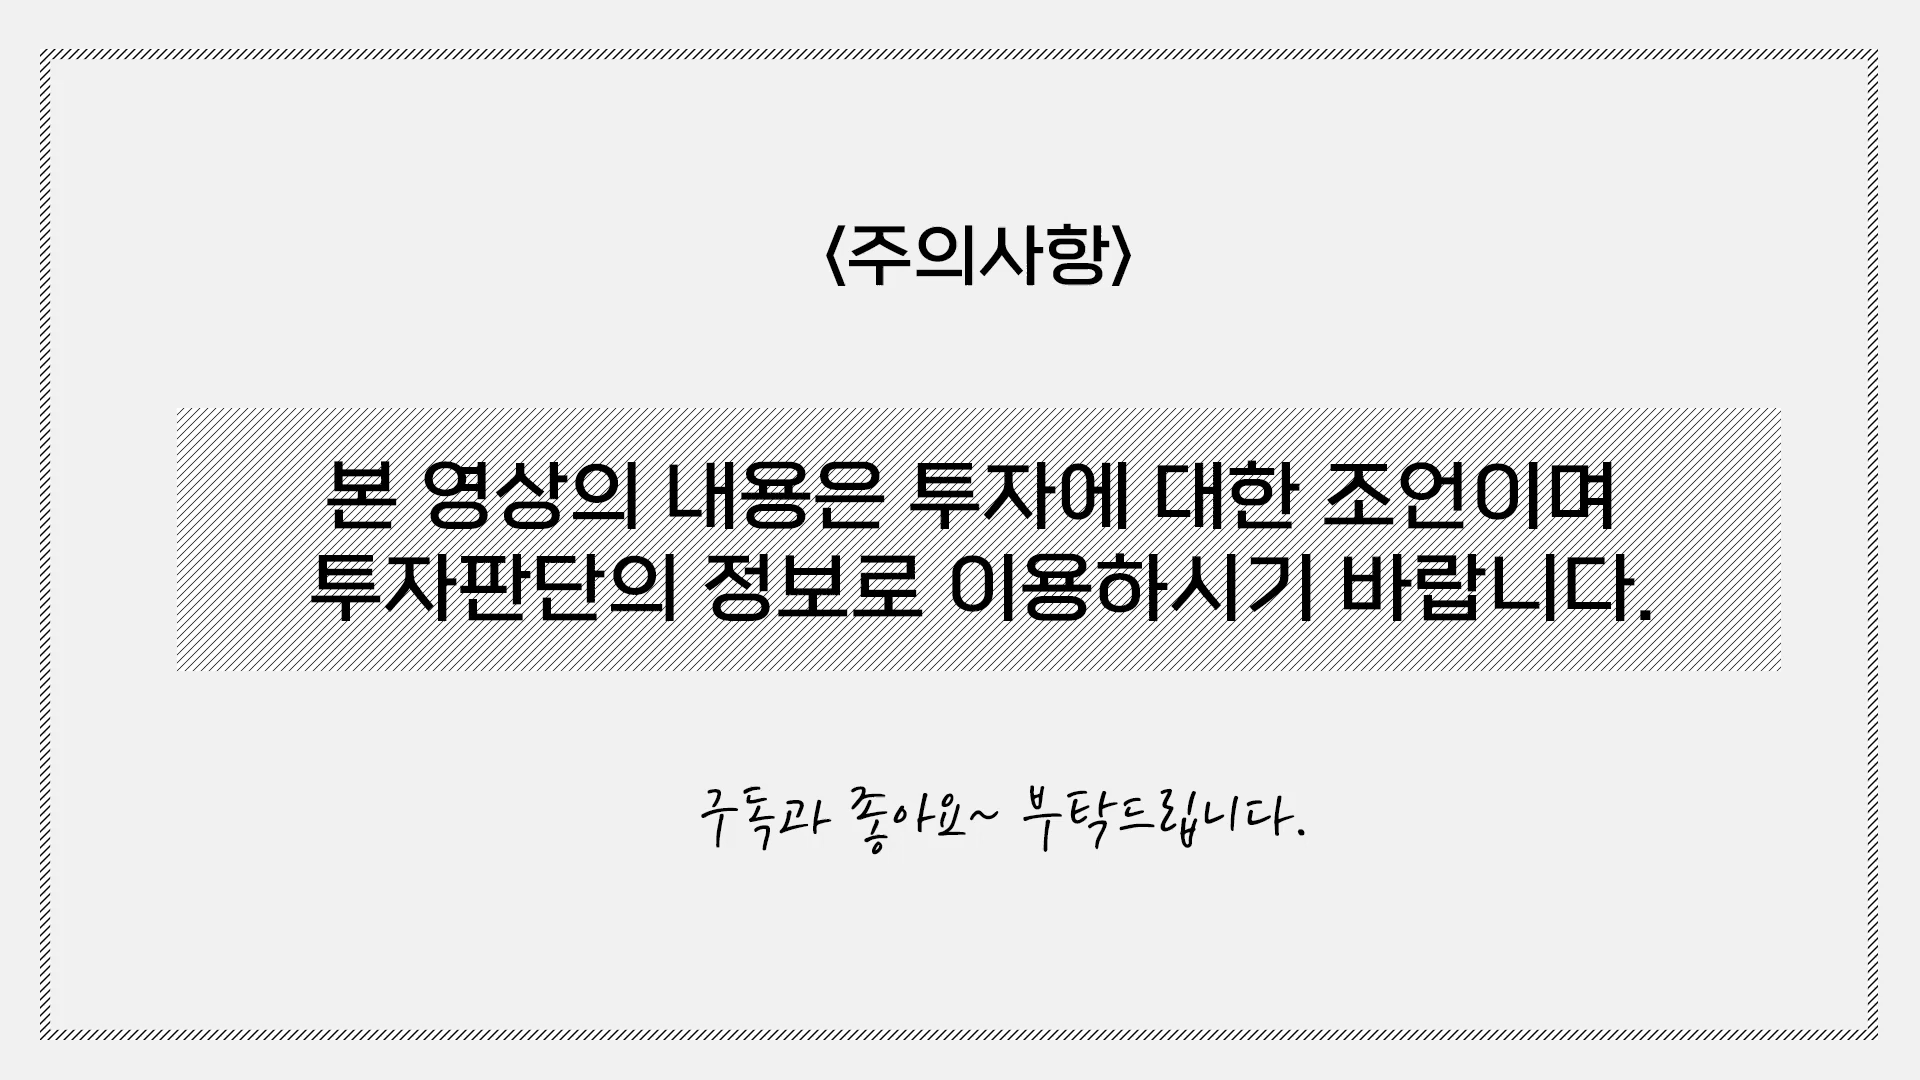 <주의사항>
본 영상의 내용은 투자에 대한 조언이며
투자판단의 정보로 이용하시기 바랍니다.
구독과 좋아요~ 부탁드립니다.